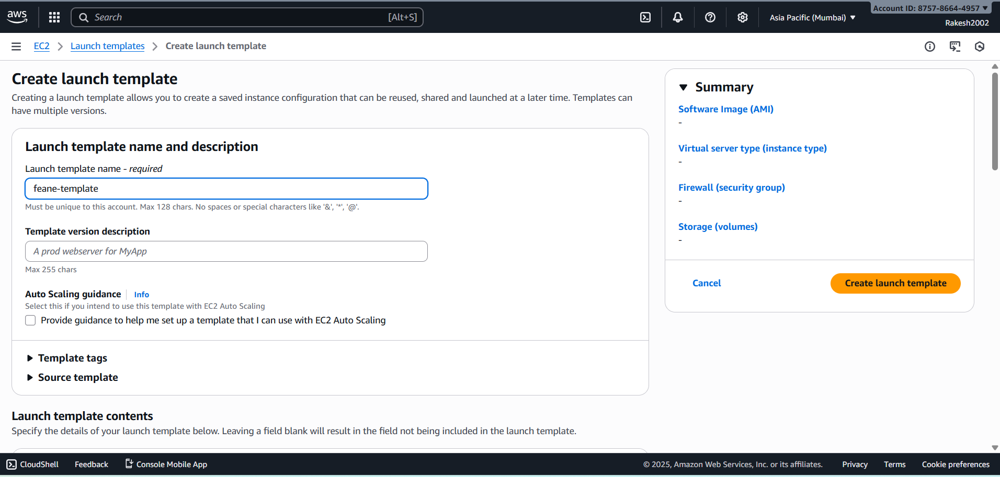 aws
Search
[Alt+S]
Asia Pacific (Mumbai)
Account ID: 8757-8664-4957
Rakesh2002
EC2
Launch templates
Create launch template
Create launch template
Creating a launch template allows you to create a saved instance configuration that can be reused, shared and launched at a later time. Templates can
have multiple versions.
Launch template name and description
Launch template name - required
feane-template
Must be unique to this account. Max 128 chars. No spaces or special characters like '&', '*', '@'.
Template version description
A prod webserver for MyApp
Max 255 chars
Auto Scaling guidance
Info
Select this if you intend to use this template with EC2 Auto Scaling
Provide guidance to help me set up a template that I can use with EC2 Auto Scaling
Template tags
Source template
Launch template contents
Specify the details of your launch template below. Leaving a field blank will result in the field not being included in the launch template.
Summary
Software Image (AMI)
-
Virtual server type (instance type)
-
Firewall (security group)
-
Storage (volumes)
-
Cancel
Create launch template
CloudShell
Feedback
Console Mobile App
© 2025, Amazon Web Services, Inc. or its affiliates.
Privacy
Terms
Cookie preferences